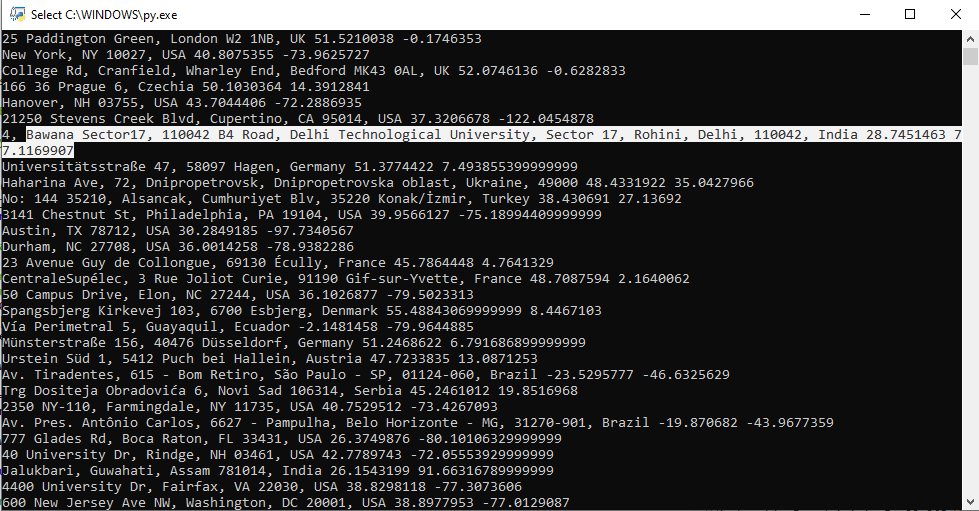 Select C:\WINDOWS\py.exe
25 Paddington Green, London W2 1NB, UK 51.5210038 -0.1746353
New York, NY 10027, USA 40.8075355 -73.9625727
College Rd, Cranfield, Wharley End, Bedford MK43 0AL, UK 52.0746136 -0.6282833
166 36 Prague 6, Czechia 50.1030364 14.3912841
Hanover, NH 03755, USA 43.7044406 -72.2886935
21250 Stevens Creek Blvd, Cupertino, CA 95014, USA 37.3206678 -122.0454878
4, Bawana Sector17, 110042 B4 Road, Delhi Technological University, Sector 17, Rohini, Delhi, 110042, India 28.7451463 7
7.1169907
Universitätsstraße 47, 58097 Hagen, Germany 51.3774422 7.493855399999999
Haharina Ave, 72, Dnipropetrovsk, Dnipropetrovska oblast, Ukraine, 49000 48.4331922 35.0427966
No: 144 35210, Alsancak, Cumhuriyet Blv, 35220 Konak/İzmir, Turkey 38.430691 27.13692
3141 Chestnut St, Philadelphia, PA 19104, USA 39.9566127 -75.18994409999999
Austin, TX 78712, USA 30.2849185 -97.7340567
Durham, NC 27708, USA 36.0014258 -78.9382286
23 Avenue Guy de Collongue, 69130 Écully, France 45.7864448 4.7641329
CentraleSupélec, 3 Rue Joliot Curie, 91190 Gif-sur-Yvette, France 48.7087594 2.1640062
50 Campus Drive, Elon, NC 27244, USA 36.1026877 -79.5023313
Spangsbjerg Kirkevej 103, 6700 Esbjerg, Denmark 55.48843069999999 8.4467103
Vía Perimetral 5, Guayaquil, Ecuador -2.1481458 -79.9644885
Münsterstraße 156, 40476 Düsseldorf, Germany 51.2468622 6.791686899999999
Urstein Süd 1, 5412 Puch bei Hallein, Austria 47.7233835 13.0871253
Av. Tiradentes, 615 - Bom Retiro, São Paulo - SP, 01124-060, Brazil -23.5295777 -46.6325629
Trg Dositeja Obradovića 6, Novi Sad 106314, Serbia 45.2461012 19.8516968
2350 NY-110, Farmingdale, NY 11735, USA 40.7529512 -73.4267093
Av. Pres. Antônio Carlos, 6627 - Pampulha, Belo Horizonte - MG, 31270-901, Brazil -19.870682 -43.9677359
777 Glades Rd, Boca Raton, FL 33431, USA 26.3749876 -80.10106329999999
40 University Dr, Rindge, NH 03461, USA 42.7789743 -72.05553929999999
Jalukbari, Guwahati, Assam 781014, India 26.1543199 91.66316789999999
4400 University Dr, Fairfax, VA 22030, USA 38.8298118 -77.3073606
600 New Jersey Ave NW, Washington, DC 20001, USA 38.8977953 -77.0129087